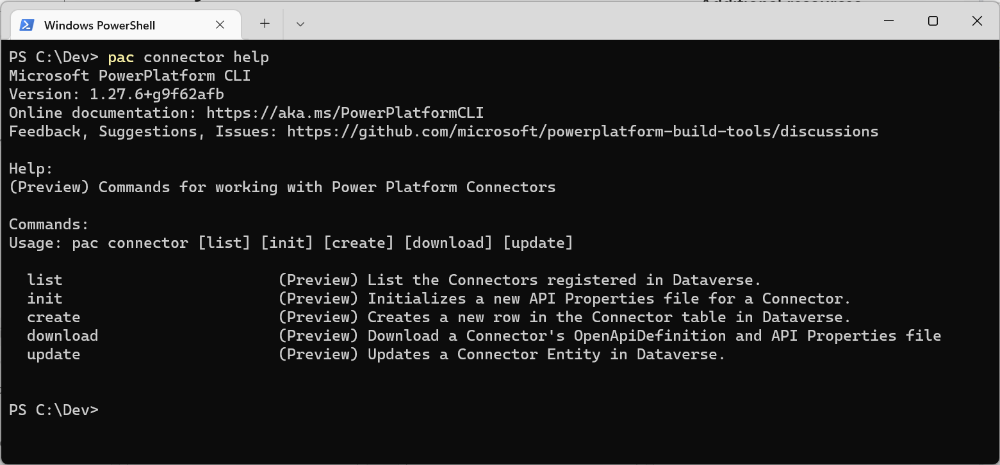 Windows PowerShell
PS C:\Dev> pac connector help
Microsoft PowerPlatform CLI
Version: 1.27.6+g9f62afb
Online documentation: https://aka.ms/PowerPlatformCLI
Feedback, Suggestions, Issues: https://github.com/microsoft/powerplatform-build-tools/discussions

Help:
(Preview) Commands for working with Power Platform Connectors

Commands:
Usage: pac connector [list] [init] [create] [download] [update]

  list                        (Preview) List the Connectors registered in Dataverse.
  init                        (Preview) Initializes a new API Properties file for a Connector.
  create                      (Preview) Creates a new row in the Connector table in Dataverse.
  download                    (Preview) Download a Connector's OpenApiDefinition and API Properties file
  update                      (Preview) Updates a Connector Entity in Dataverse.

PS C:\Dev>